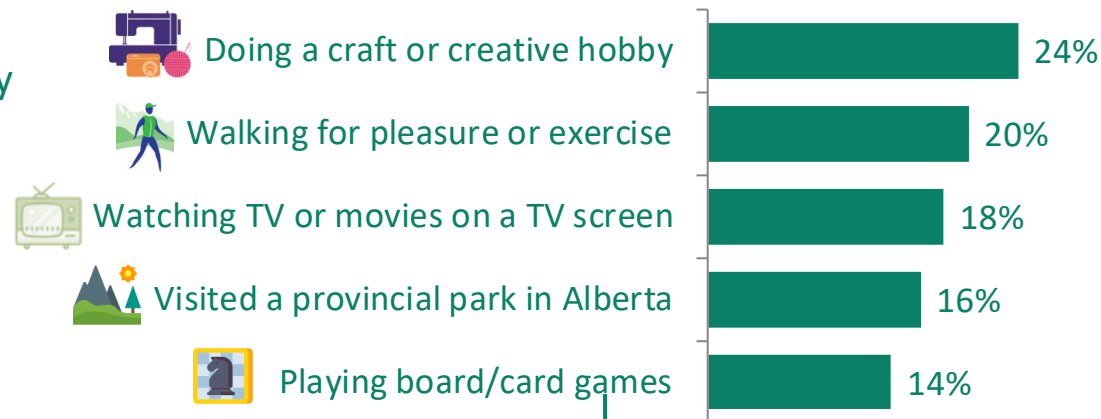 Doing a craft or creative hobby 24%
y
Walking for pleasure or exercise 20%
Watching TV or movies on a TV screen 18%
Visited a provincial park in Alberta 16%
Playing board/card games 14%